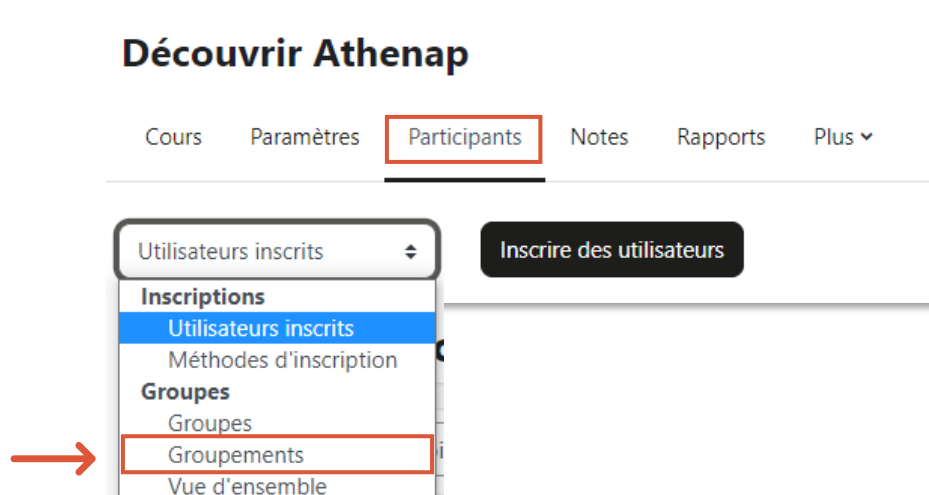 Découvrir Athenap
Cours Paramètres Participants Notes Rapports Plus
Utilisateurs inscrits Inscrire des utilisateurs
Inscriptions
Utilisateurs inscrits
Méthodes d'inscription
Groupes
Groupes
Groupements
Vue d'ensemble